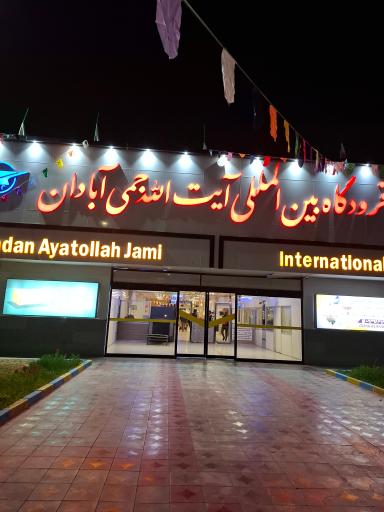 فرودگاه بین المللی آیت الله جمی آبادان
dan Ayatollah Jami
International